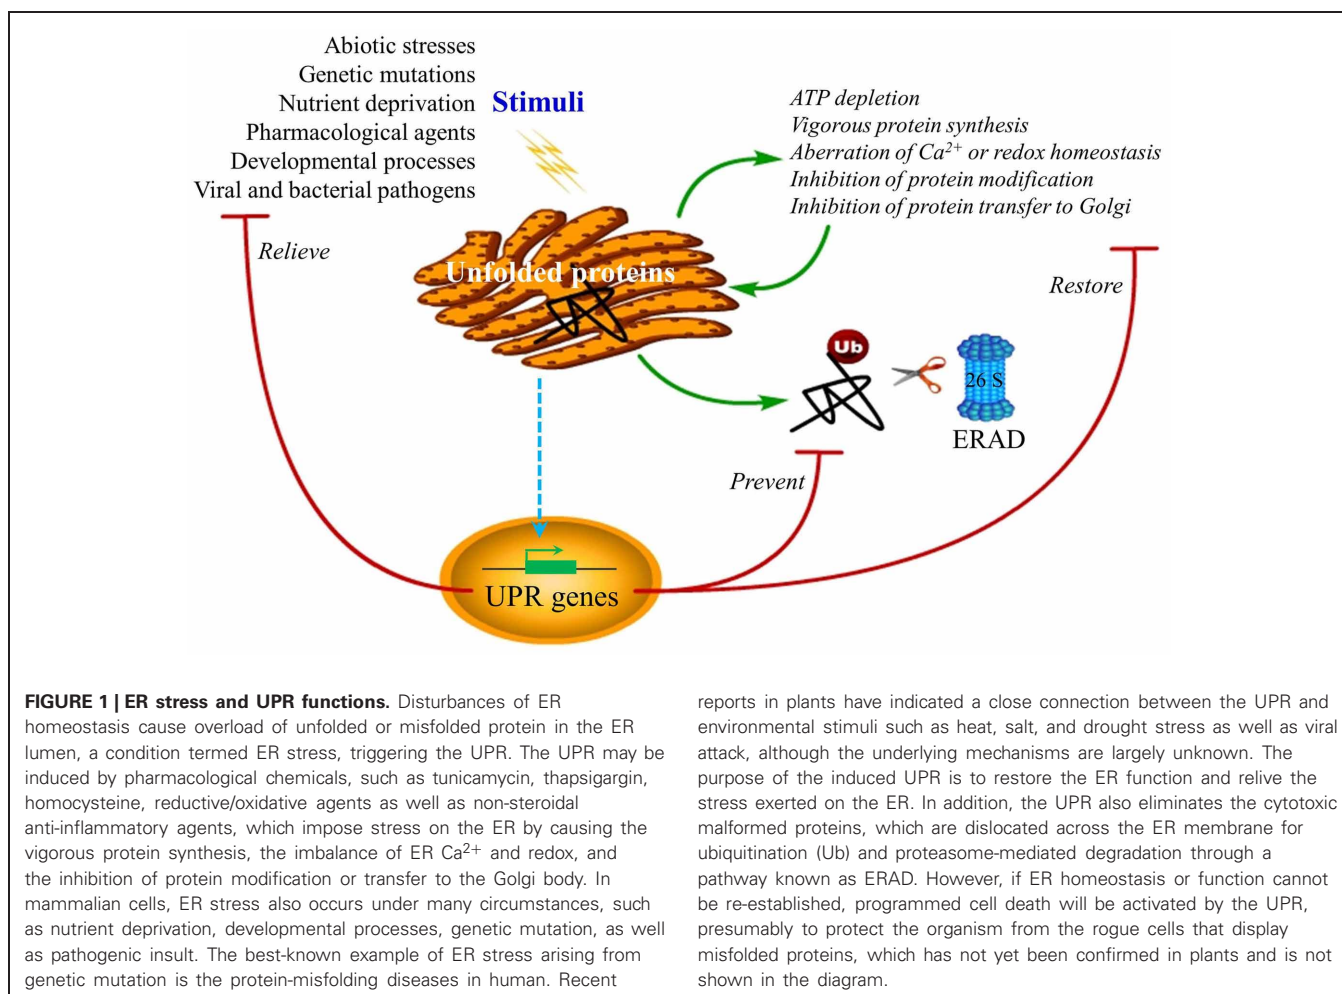 Abiotic stresses
Genetic mutations
Nutrient deprivation
Pharmacological agents
Developmental processes
Viral and bacterial pathogens
Stimuli
ATP depletion
Vigorous protein synthesis
Aberration of Ca2+ or redox homeostasis
Inhibition of protein modification
Inhibition of protein transfer to Golgi
Relieve
Unfolded proteins
Restore
Ub
26 S
ERAD
Prevent
UPR genes
FIGURE 1 | ER stress and UPR functions. Disturbances of ER
homeostasis cause overload of unfolded or misfolded protein in the ER
lumen, a condition termed ER stress, triggering the UPR. The UPR may be
induced by pharmacological chemicals, such as tunicamycin, thapsigargin,
homocysteine, reductive/oxidative agents as well as non-steroidal
anti-inflammatory agents, which impose stress on the ER by causing the
vigorous protein synthesis, the imbalance of ER Ca2+ and redox, and
the inhibition of protein modification or transfer to the Golgi body. In
mammalian cells, ER stress also occurs under many circumstances, such
as nutrient deprivation, developmental processes, genetic mutation, as well
as pathogenic insult. The best-known example of ER stress arising from
genetic mutation is the protein-misfolding diseases in human. Recent
reports in plants have indicated a close connection between the UPR and
environmental stimuli such as heat, salt, and drought stress as well as viral
attack, although the underlying mechanisms are largely unknown. The
purpose of the induced UPR is to restore the ER function and relive the
stress exerted on the ER. In addition, the UPR also eliminates the cytotoxic
malformed proteins, which are dislocated across the ER membrane for
ubiquitination (Ub) and proteasome-mediated degradation through a
pathway known as ERAD. However, if ER homeostasis or function cannot
be re-established, programmed cell death will be activated by the UPR,
presumably to protect the organism from the rogue cells that display
misfolded proteins, which has not yet been confirmed in plants and is not
shown in the diagram.